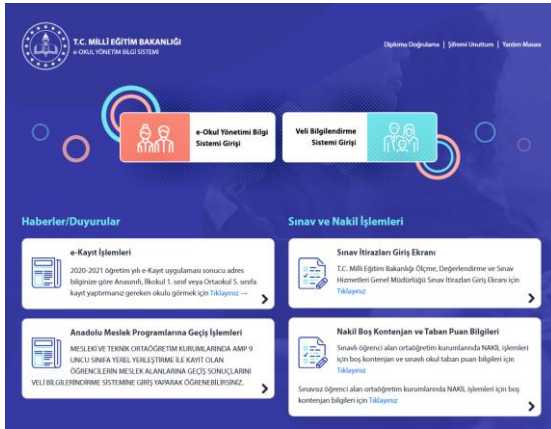 T.C. MİLLÎ EĞİTİM BAKANLIĞI
e-OKUL YÖNETİM BİLGİ SİSTEMİ
Diploma Doğrulama | Şifremi Unuttum | Yardım Masası
e-Okul Yönetimi Bilgi
Sistemi Girişi
Veli Bilgilendirme
Sistemi Girişi
Haberler/Duyurular
e-Kayıt İşlemleri
2020-2021 öğretim yılı e-Kayıt uygulaması sonucu adres
bilginize göre Anasınıfı, İlkokul 1. sınıf veya Ortaokul 5. sınıfa
kayıt yaptırmanız gereken okulu görmek için Tıklayınız →
Anadolu Meslek Programlarına Geçiş İşlemleri
MESLEKİ VE TEKNİK ORTAÖĞRETİM KURUMLARINDA AMP 9
UNCU SINIFA YEREL YERLEŞTİRME İLE KAYIT OLAN
ÖĞRENCİLERİN MESLEK ALANLARINA GEÇİŞ SONUÇLARINI
VELİ BİLGİLERİNDİRME SİSTEMİNE GİRİŞ YAPARAK ÖĞRENEBİLİRSİNİZ.
Sınav ve Nakil İşlemleri
Sınav İtirazları Giriş Ekranı
T.C. Milli Eğitim Bakanlığı Ölçme, Değerlendirme ve Sınav
Hizmetleri Genel Müdürlüğü Sınav İtirazları Giriş Ekranı için
Tıklayınız
Nakil Boş Kontenjan ve Taban Puan Bilgileri
Sınavlı öğrenci alan ortaöğretim kurumlarında NAKİL işlemleri
için boş kontenjan ve sınavlı okul taban puan bilgileri için
Tıklayınız
Sınavsız öğrenci alan ortaöğretim kurumlarında NAKİL işlemleri için boş
kontenjan bilgileri için Tıklayınız